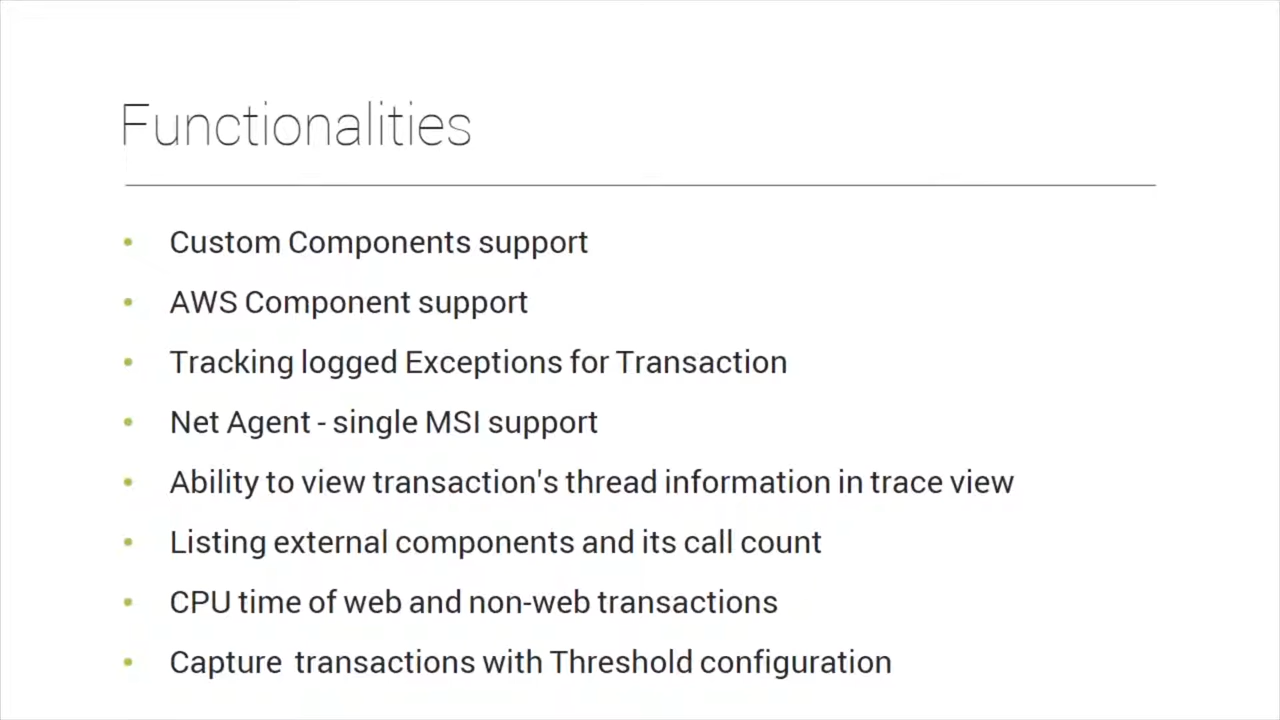 Functionalities
• Custom Components support
• AWS Component support
• Tracking logged Exceptions for Transaction
• Net Agent - single MSI support
• Ability to view transaction's thread information in trace view
• Listing external components and its call count
• CPU time of web and non-web transactions
• Capture  transactions with Threshold configuration